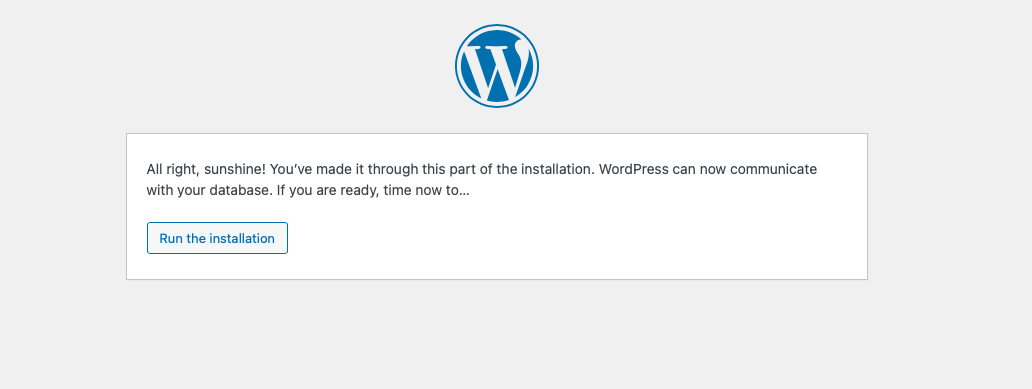 All right, sunshine! You’ve made it through this part of the installation. WordPress can now communicate
with your database. If you are ready, time now to…
Run the installation